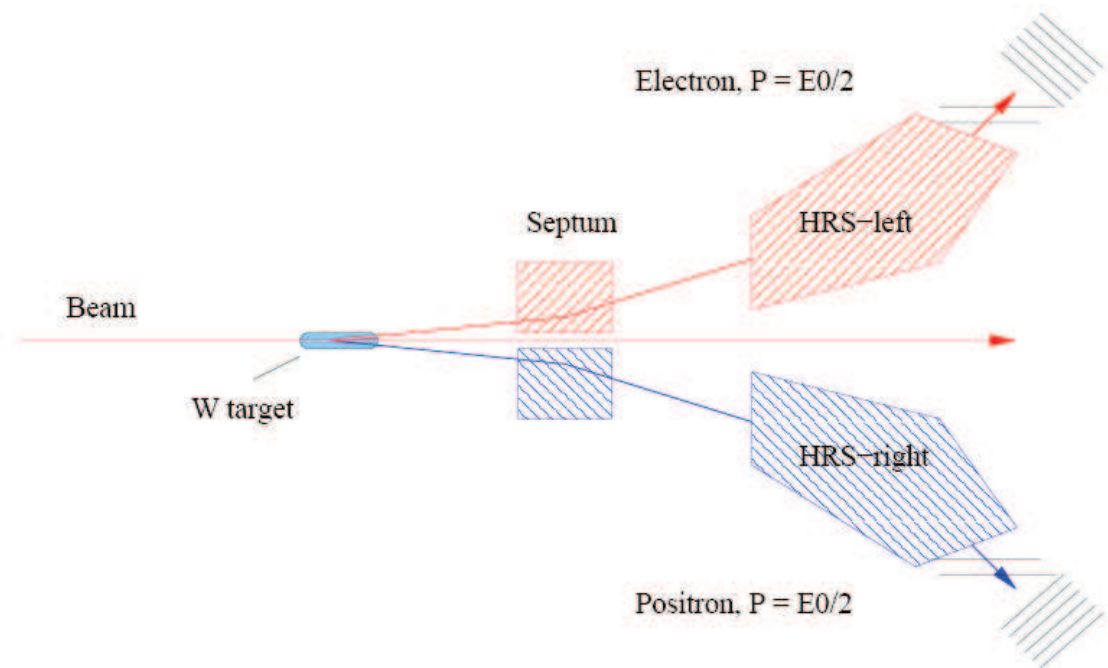 Electron, P = E0/2
HRS−left
Septum
Beam
W target
HRS−right
Positron, P = E0/2